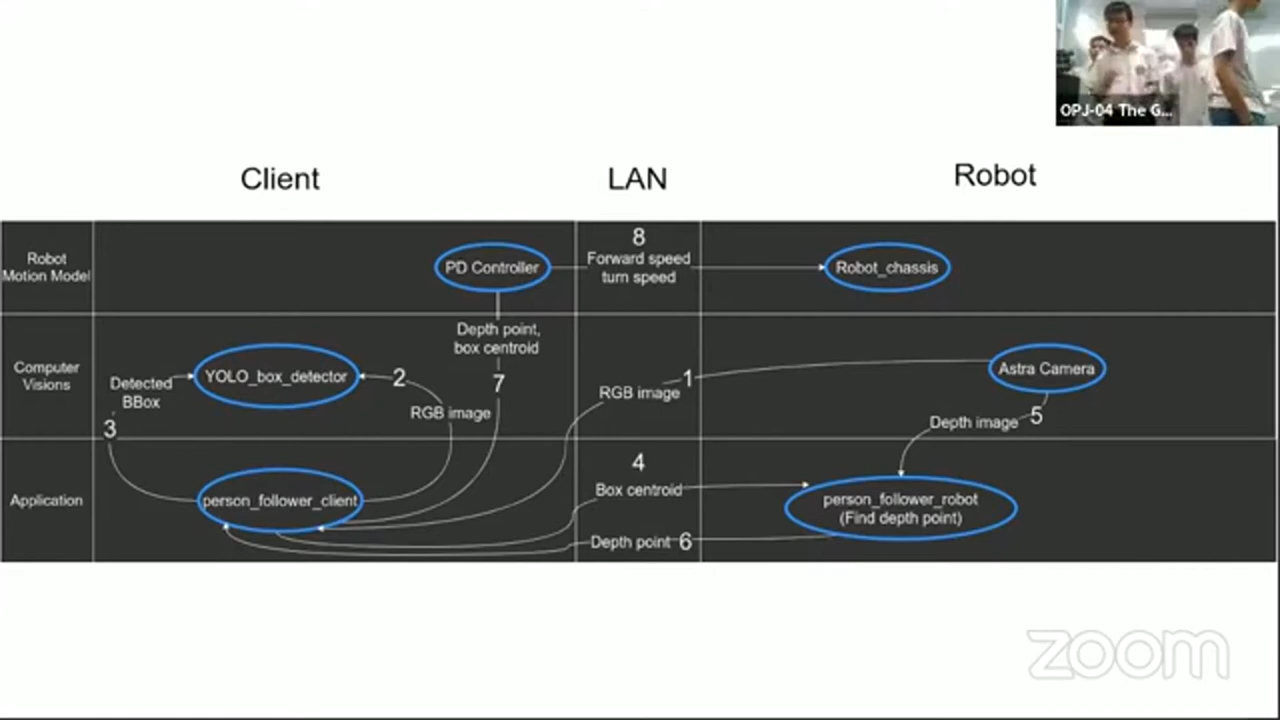 OPJ-04 The G...
Client
LAN
Robot
Robot
Motion Model
PD Controller
8
Forward speed
turn speed
Robot_chassis
Depth point,
box centroid
Computer
Visions
Detected
BBox
YOLO_box_detector
2
7
RGB image
1
RGB image
Astra Camera
Depth image
5
3
4
Application
person_follower_client
Box centroid
person_follower_robot
(Find depth point)
Depth point
6
zoom